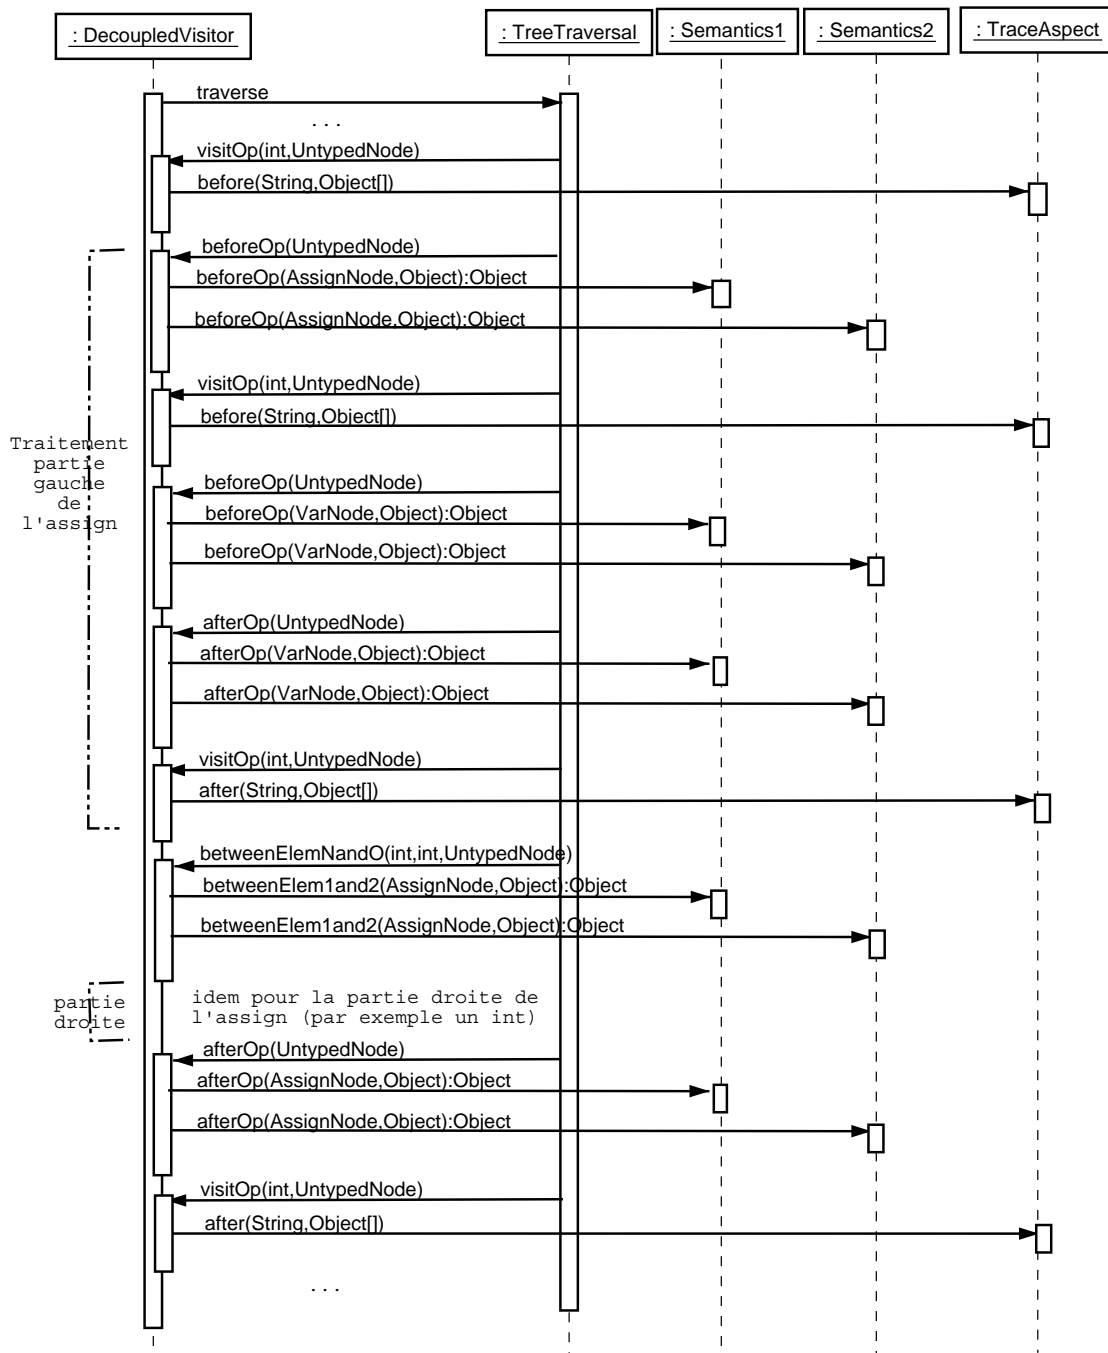 : DecoupledVisitor
: TreeTraversal
: Semantics1
: Semantics2
: TraceAspect
traverse
...
visitOp(int,UntypedNode)
before(String,Object[])
beforeOp(UntypedNode)
beforeOp(AssignNode,Object):Object
beforeOp(AssignNode,Object):Object
visitOp(int,UntypedNode)
before(String,Object[])
Traitement
partie
gauche
de
l'assign
beforeOp(UntypedNode)
beforeOp(VarNode,Object):Object
beforeOp(VarNode,Object):Object
afterOp(UntypedNode)
afterOp(VarNode,Object):Object
afterOp(VarNode,Object):Object
visitOp(int,UntypedNode)
after(String,Object[])
betweenElemNandO(int,int,UntypedNode)
betweenElem1and2(AssignNode,Object):Object
betweenElem1and2(AssignNode,Object):Object
partie
droite
idem pour la partie droite de
l'assign (par exemple un int)
afterOp(UntypedNode)
afterOp(AssignNode,Object):Object
afterOp(AssignNode,Object):Object
visitOp(int,UntypedNode)
after(String,Object[])
...